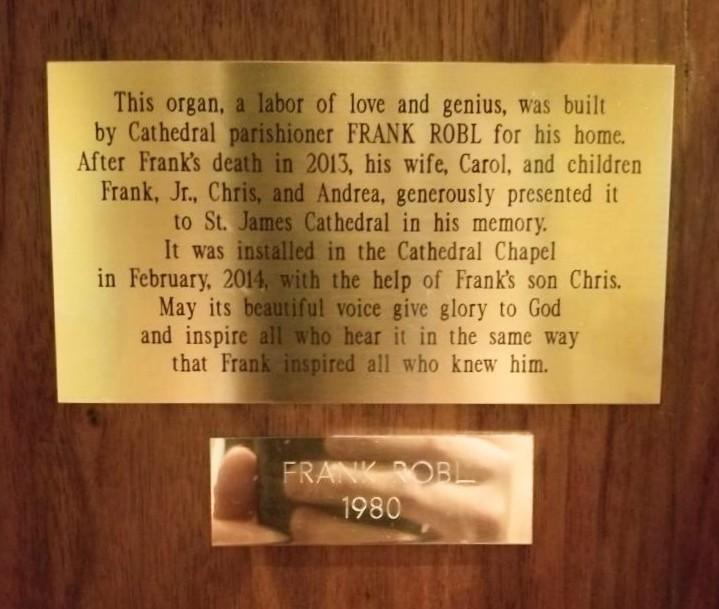 This organ, a labor of love and genius, was built
by Cathedral parishioner FRANK ROBL for his home.
After Frank's death in 2013, his wife, Carol, and children
Frank, Jr., Chris, and Andrea, generously presented it
to St. James Cathedral in his memory.
It was installed in the Cathedral Chapel
in February, 2014, with the help of Frank's son Chris.
May its beautiful voice give glory to God
and inspire all who hear it in the same way
that Frank inspired all who knew him.
FRANK ROBL
1980